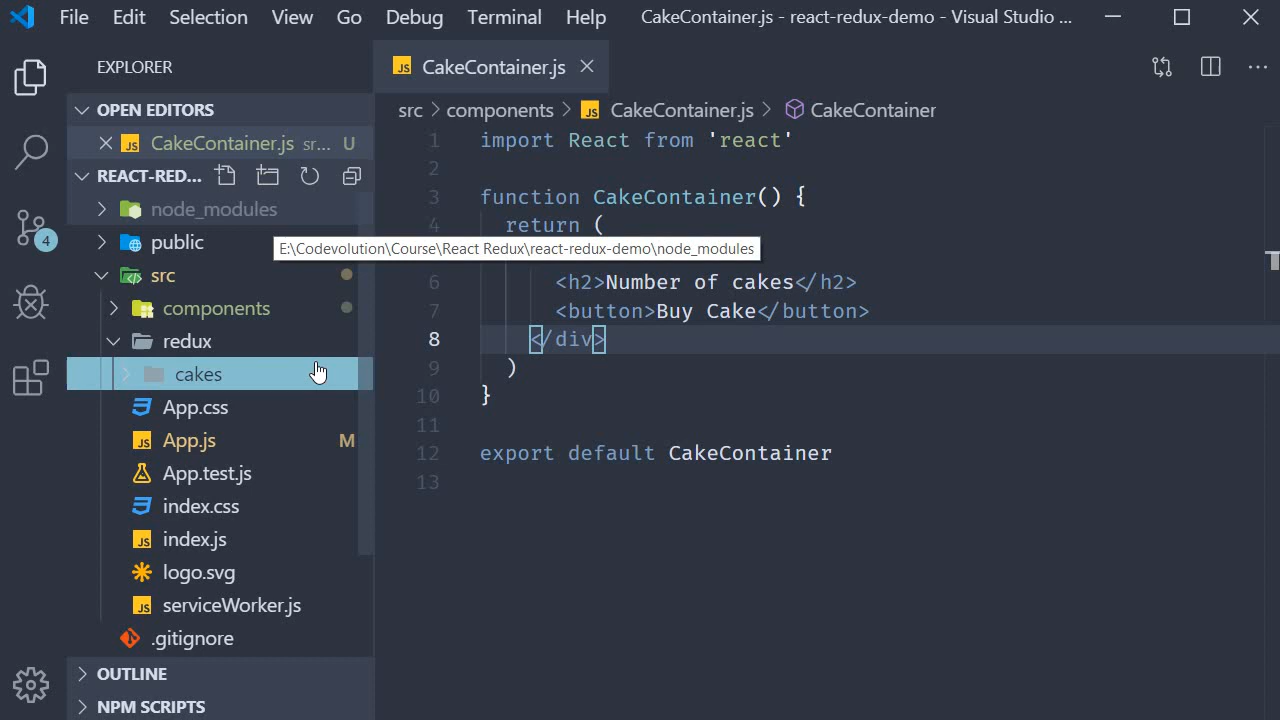 File Edit Selection View Go Debug Terminal Help CakeContainer.js - react-redux-demo - Visual Studio ...
EXPLORER
OPEN EDITORS
CakeContainer.js sr... U
REACT-RED...
node_modules
public
src
components
redux
cakes
App.css
App.js M
App.test.js
index.css
index.js
logo.svg
serviceWorker.js
.gitignore
OUTLINE
NPM SCRIPTS
4
CakeContainer.js
src > components > JS CakeContainer.js > CakeContainer
1 import React from 'react'
2
3 function CakeContainer() {
4 return (
E:\Codevolution\Course\React Redux\react-redux-demo\node_modules
6 <h2>Number of cakes</h2>
7 <button>Buy Cake</button>
8 </div>
9 )
10 }
11
12 export default CakeContainer
13